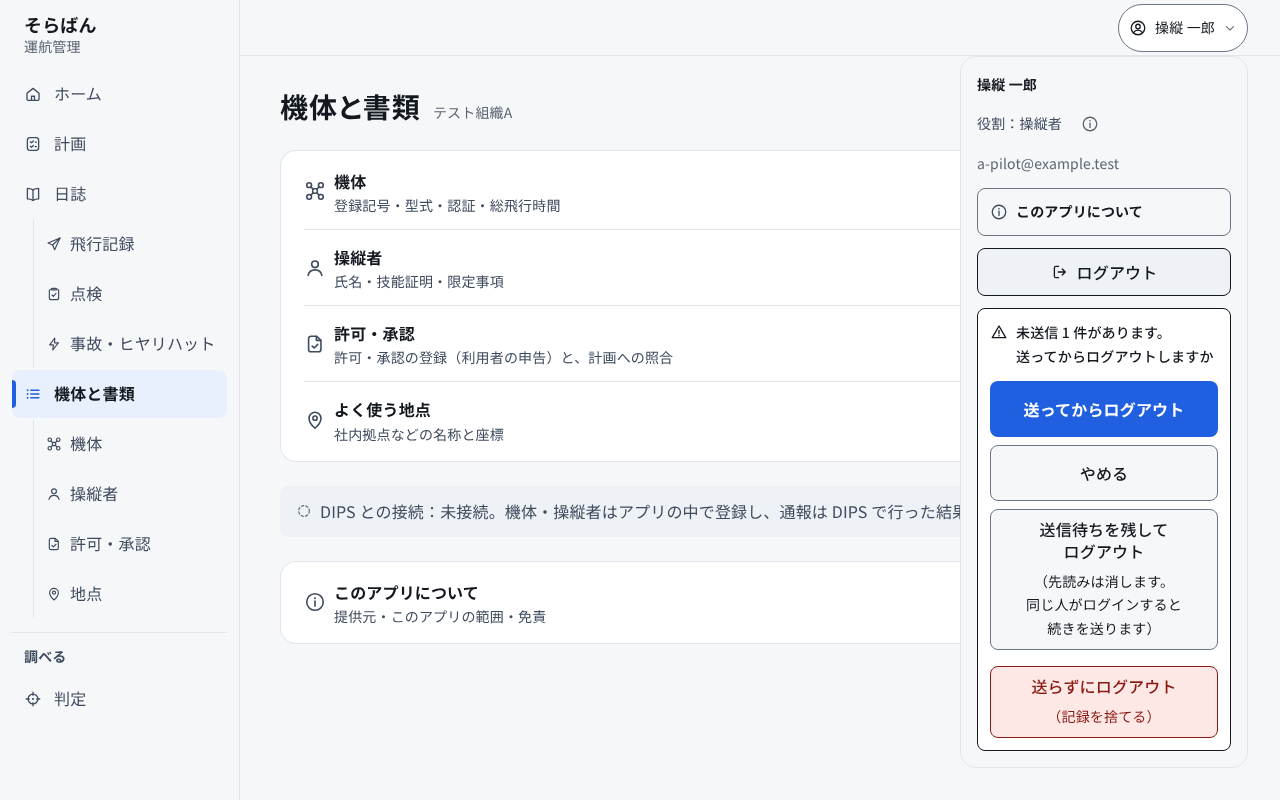 そらばん
運航管理
ホーム
計画
日誌
飛行記録
点検
事故・ヒヤリハット
機体と書類
機体
操縦者
許可・承認
地点
調べる
判定
操縦 一郎
機体と書類 テスト組織A
機体
登録記号・型式・認証・総飛行時間
操縦者
氏名・技能証明・限定事項
許可・承認
許可・承認の登録（利用者の申告）と、計画への照合
よく使う地点
社内拠点などの名称と座標
DIPS との接続：未接続。機体・操縦者はアプリの中で登録し、通報は DIPS で行った結果
このアプリについて
提供元・このアプリの範囲・免責
操縦 一郎
役割：操縦者
a-pilot@example.test
このアプリについて
ログアウト
未送信 1 件があります。
送ってからログアウトしますか
送ってからログアウト
やめる
送信待ちを残して
ログアウト
（先読みは消します。
同じ人がログインすると
続きを送ります）
送らずにログアウト
（記録を捨てる）